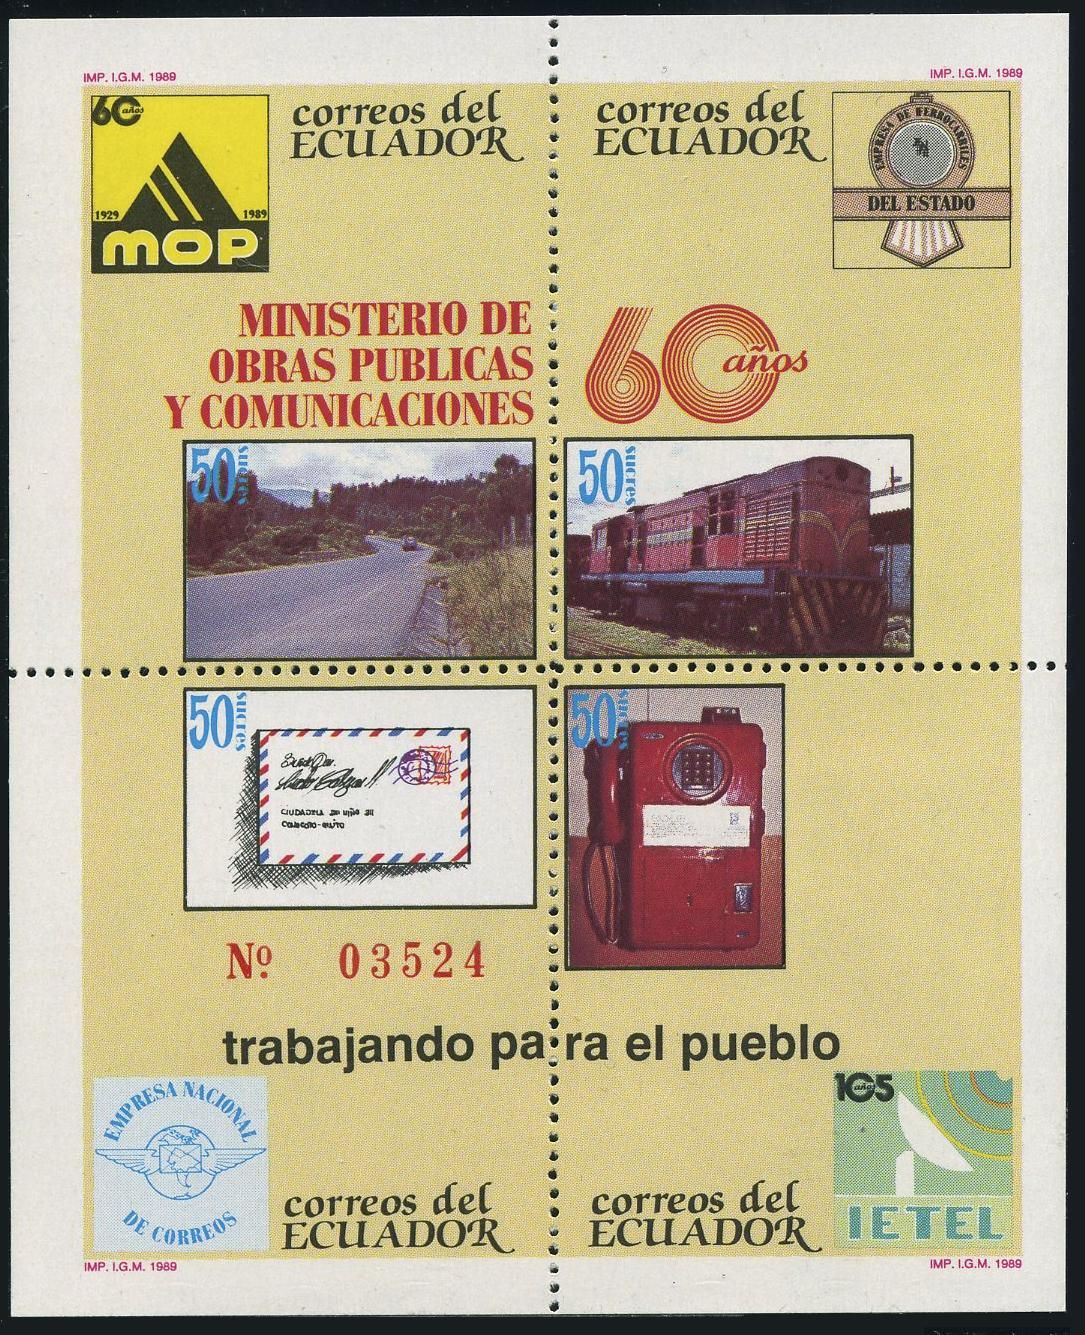 IMP. I.G.M. 1989
IMP. I.G.M. 1989
60 años
1929 1989
MOP
correos del
ECUADOR
correos del
ECUADOR
EMPRESA DE FERROCARRILES
DEL ESTADO
MINISTERIO DE
OBRAS PUBLICAS
Y COMUNICACIONES
60 años
50 sucres
50 sucres
50 sucres
CIUDADELA
50 sucres
Nº 03524
trabajando para el pueblo
EMPRESA NACIONAL
DE CORREOS
correos del
ECUADOR
correos del
ECUADOR
105 años
IETEL
IMP. I.G.M. 1989
IMP. I.G.M. 1989